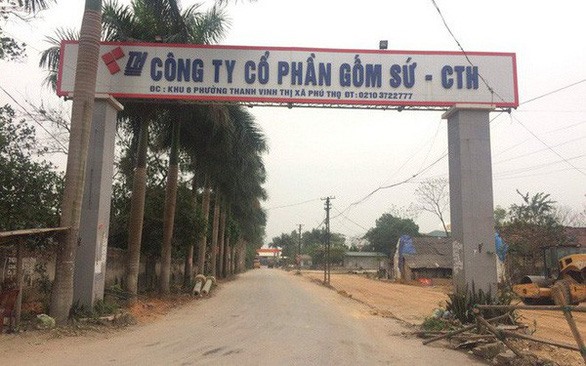 CÔNG TY CỔ PHẦN GỐM SỨ - CTH
ĐC : KHU 6 PHƯỜNG THANH VINH THỊ XÃ PHÚ THỌ ĐT: 0210 3722777